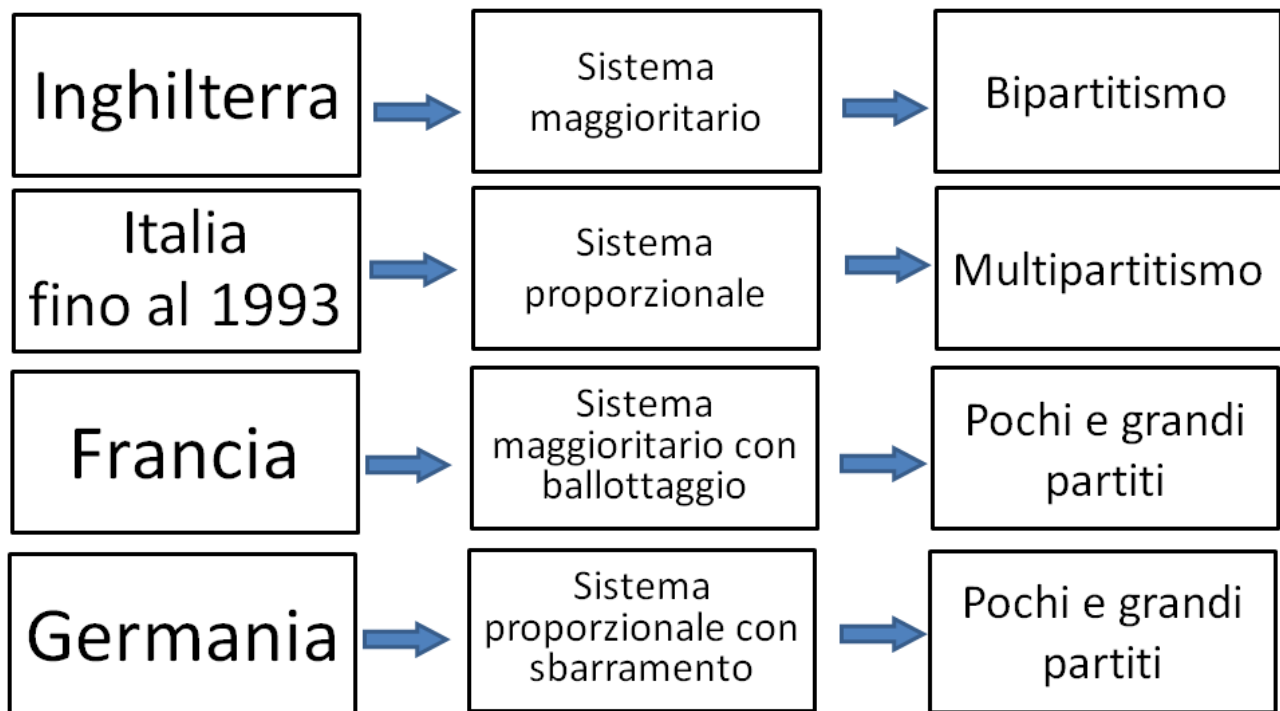 Inghilterra
Sistema
maggioritario
Bipartitismo
Italia
fino al 1993
Sistema
proporzionale
Multipartitismo
Francia
Sistema
maggioritario con
ballottaggio
Pochi e grandi
partiti
Germania
Sistema
proporzionale con
sbarramento
Pochi e grandi
partiti